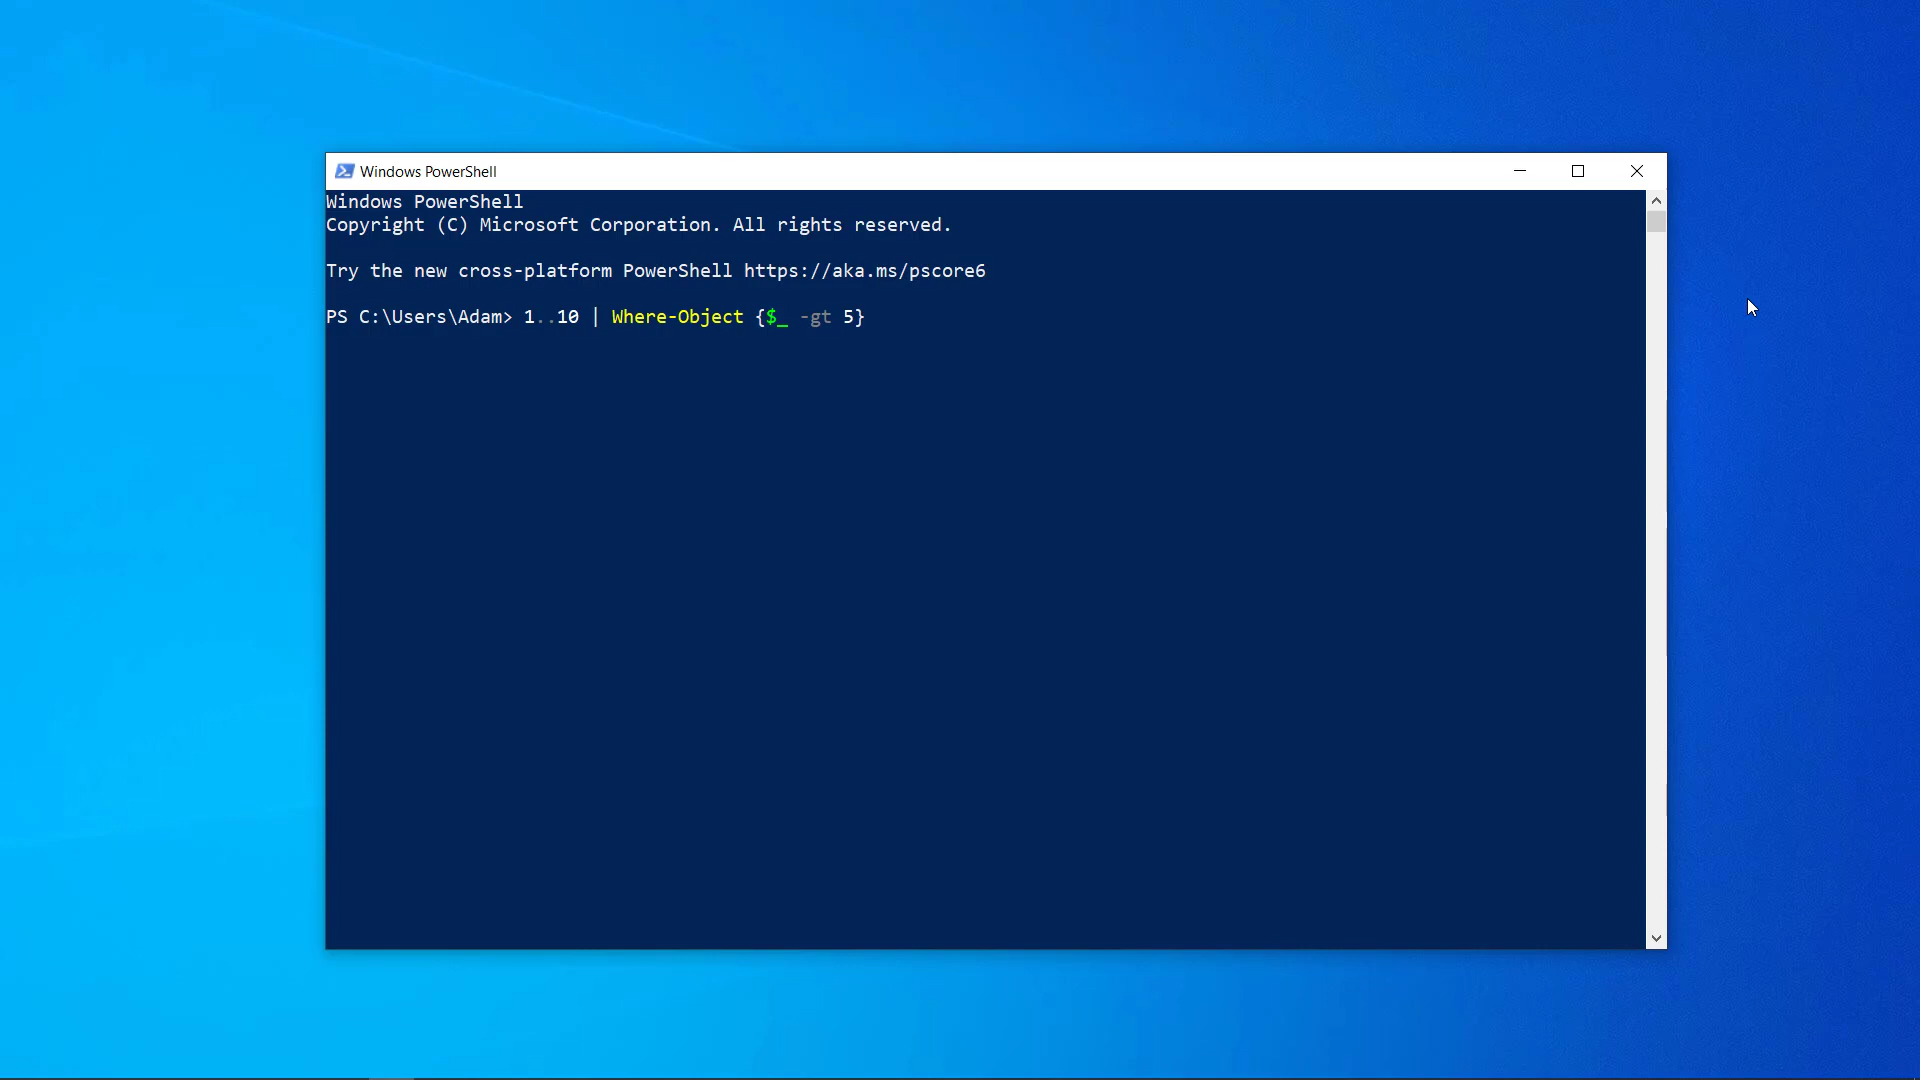 Windows PowerShell
Windows PowerShell
Copyright (C) Microsoft Corporation. All rights reserved.
Try the new cross-platform PowerShell https://aka.ms/pscore6
PS C:\Users\Adam> 1..10 | Where-Object {$_ -gt 5}